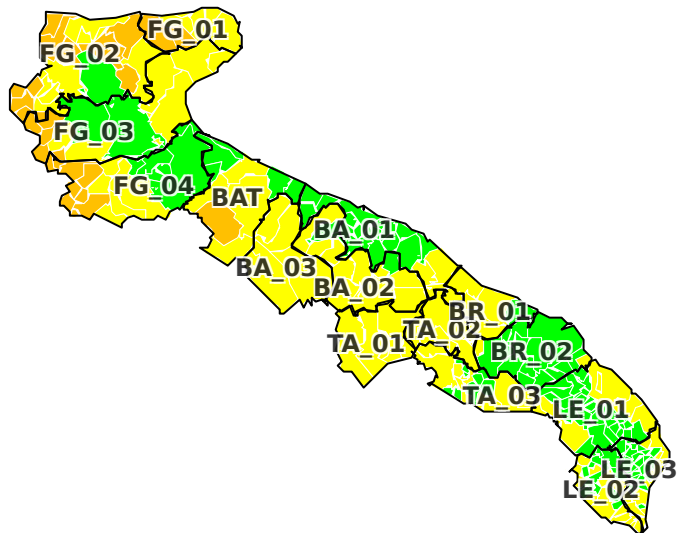 FG_01
FG_02
FG_03
FG_04
BAT
BA_01
BA_03
BA_02
BR_01
TA_02
TA_01
BR_02
TA_03
LE_01
LE_03
LE_02